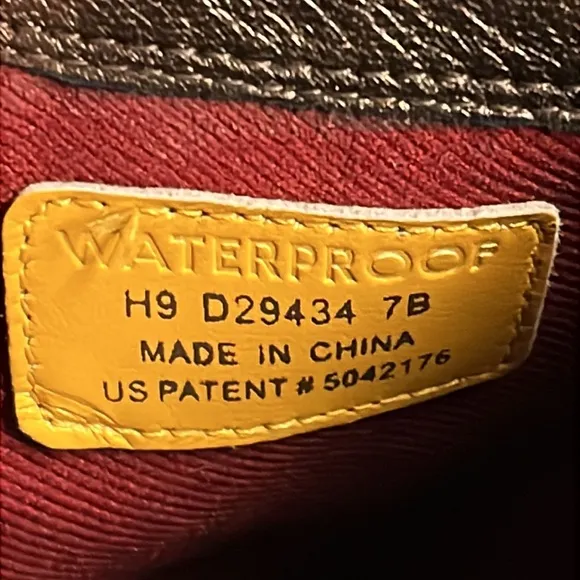 WATERPROOF
H9 D29434 7B
MADE IN CHINA
US PATENT # 5042176